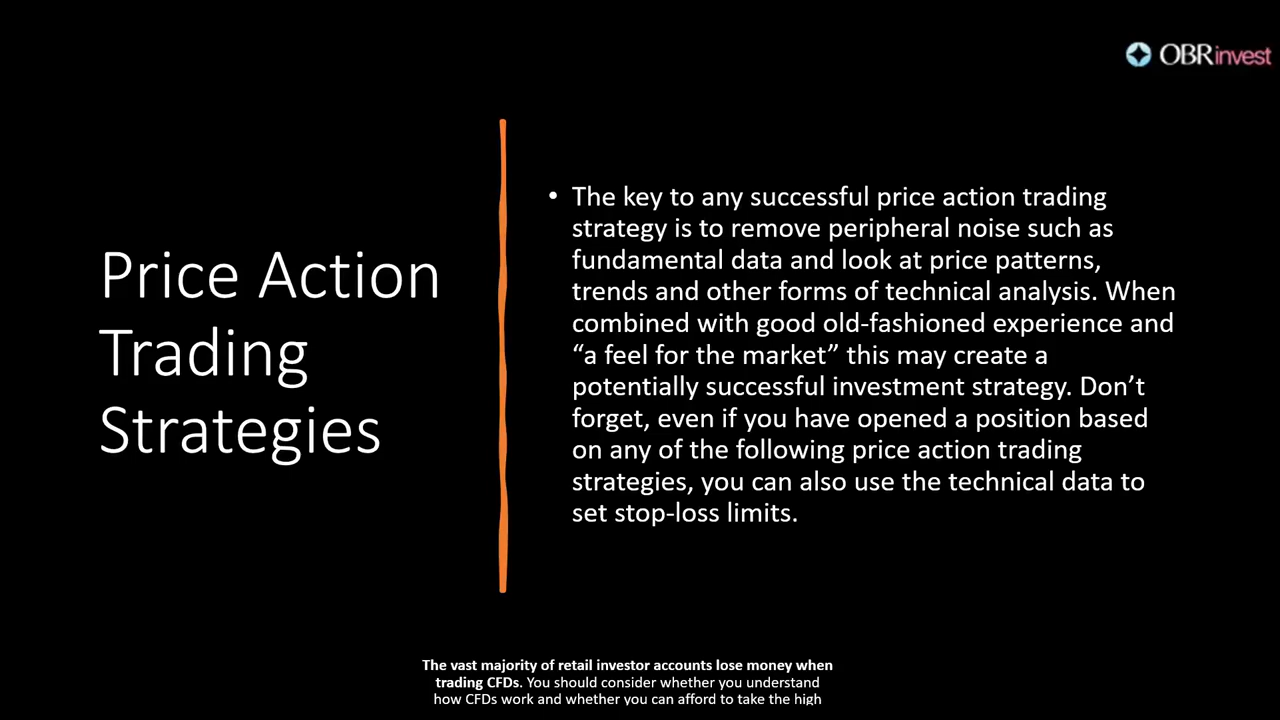 OBRinvest
Price Action
Trading
Strategies
• The key to any successful price action trading
strategy is to remove peripheral noise such as
fundamental data and look at price patterns,
trends and other forms of technical analysis. When
combined with good old-fashioned experience and
“a feel for the market” this may create a
potentially successful investment strategy. Don’t
forget, even if you have opened a position based
on any of the following price action trading
strategies, you can also use the technical data to
set stop-loss limits.
The vast majority of retail investor accounts lose money when
trading CFDs. You should consider whether you understand
how CFDs work and whether you can afford to take the high